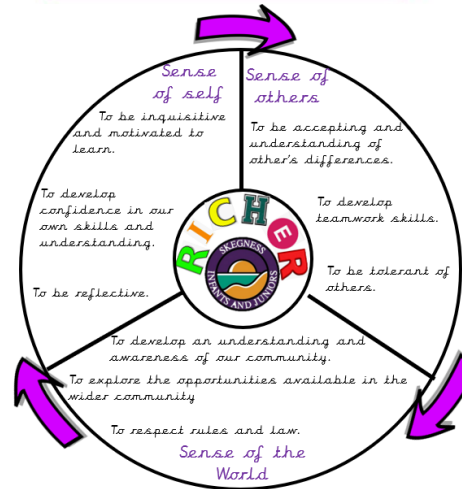 Sense
of self
To be inquisitive
and motivated to
learn.
To develop
confidence in our
own skills and
understanding.
To be reflective.
Sense of
others
To be accepting and
understanding of
other's differences.
To develop
teamwork skills.
To be tolerant of
others.
RICHER
SKEGNESS
INFANTS AND JUNIORS
To develop an understanding and
awareness of our community.
To explore the opportunities available in the
wider community
To respect rules and law.
Sense of the
World